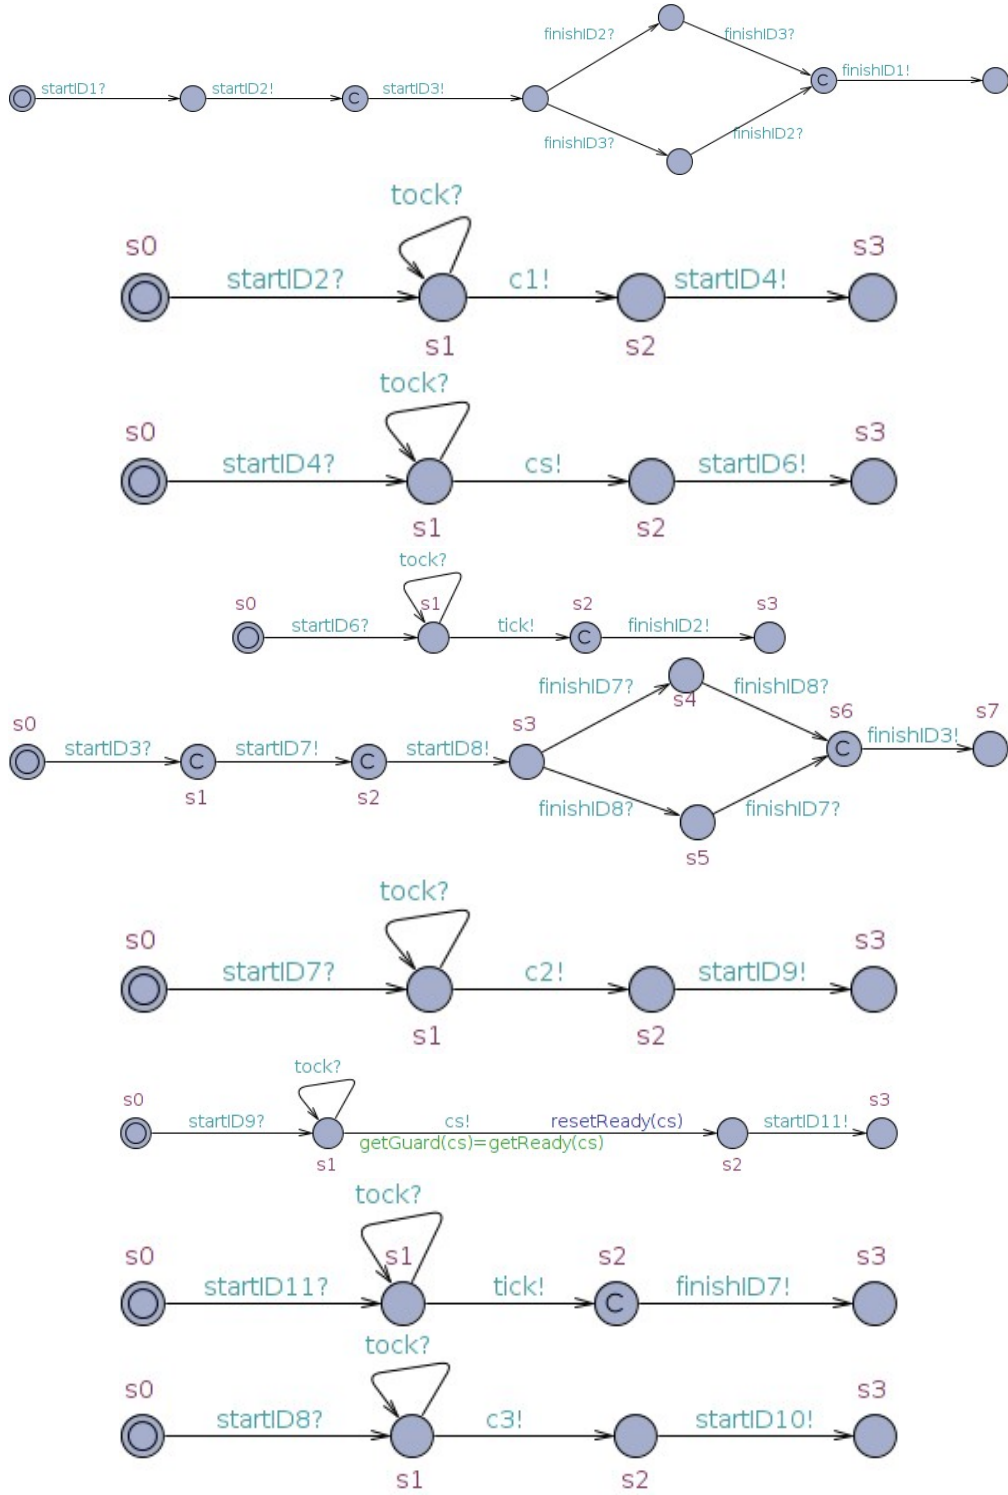 finishID2? finishID3?
startID1? startID2! C startID3! C finishID1!
finishID3? finishID2?
tock?
s0 s3
startID2? c1! startID4!
s1 s2
tock?
s0 s3
startID4? cs! startID6!
s1 s2
tock?
s0 s1 s2 s3
startID6? tick! C finishID2!
finishID7? s4 finishID8?
s0 s3 s6 s7
startID3? C startID7! C startID8! C finishID3!
s1 s2 finishID8? finishID7?
s5
tock?
s0 s3
startID7? c2! startID9!
s1 s2
tock?
s0 s3
startID9? cs! resetReady(cs) startID11!
getGuard(cs)=getReady(cs)
s1 s2
tock?
s0 s1 s2 s3
startID11? tick! C finishID7!
tock?
s0 s3
startID8? c3! startID10!
s1 s2